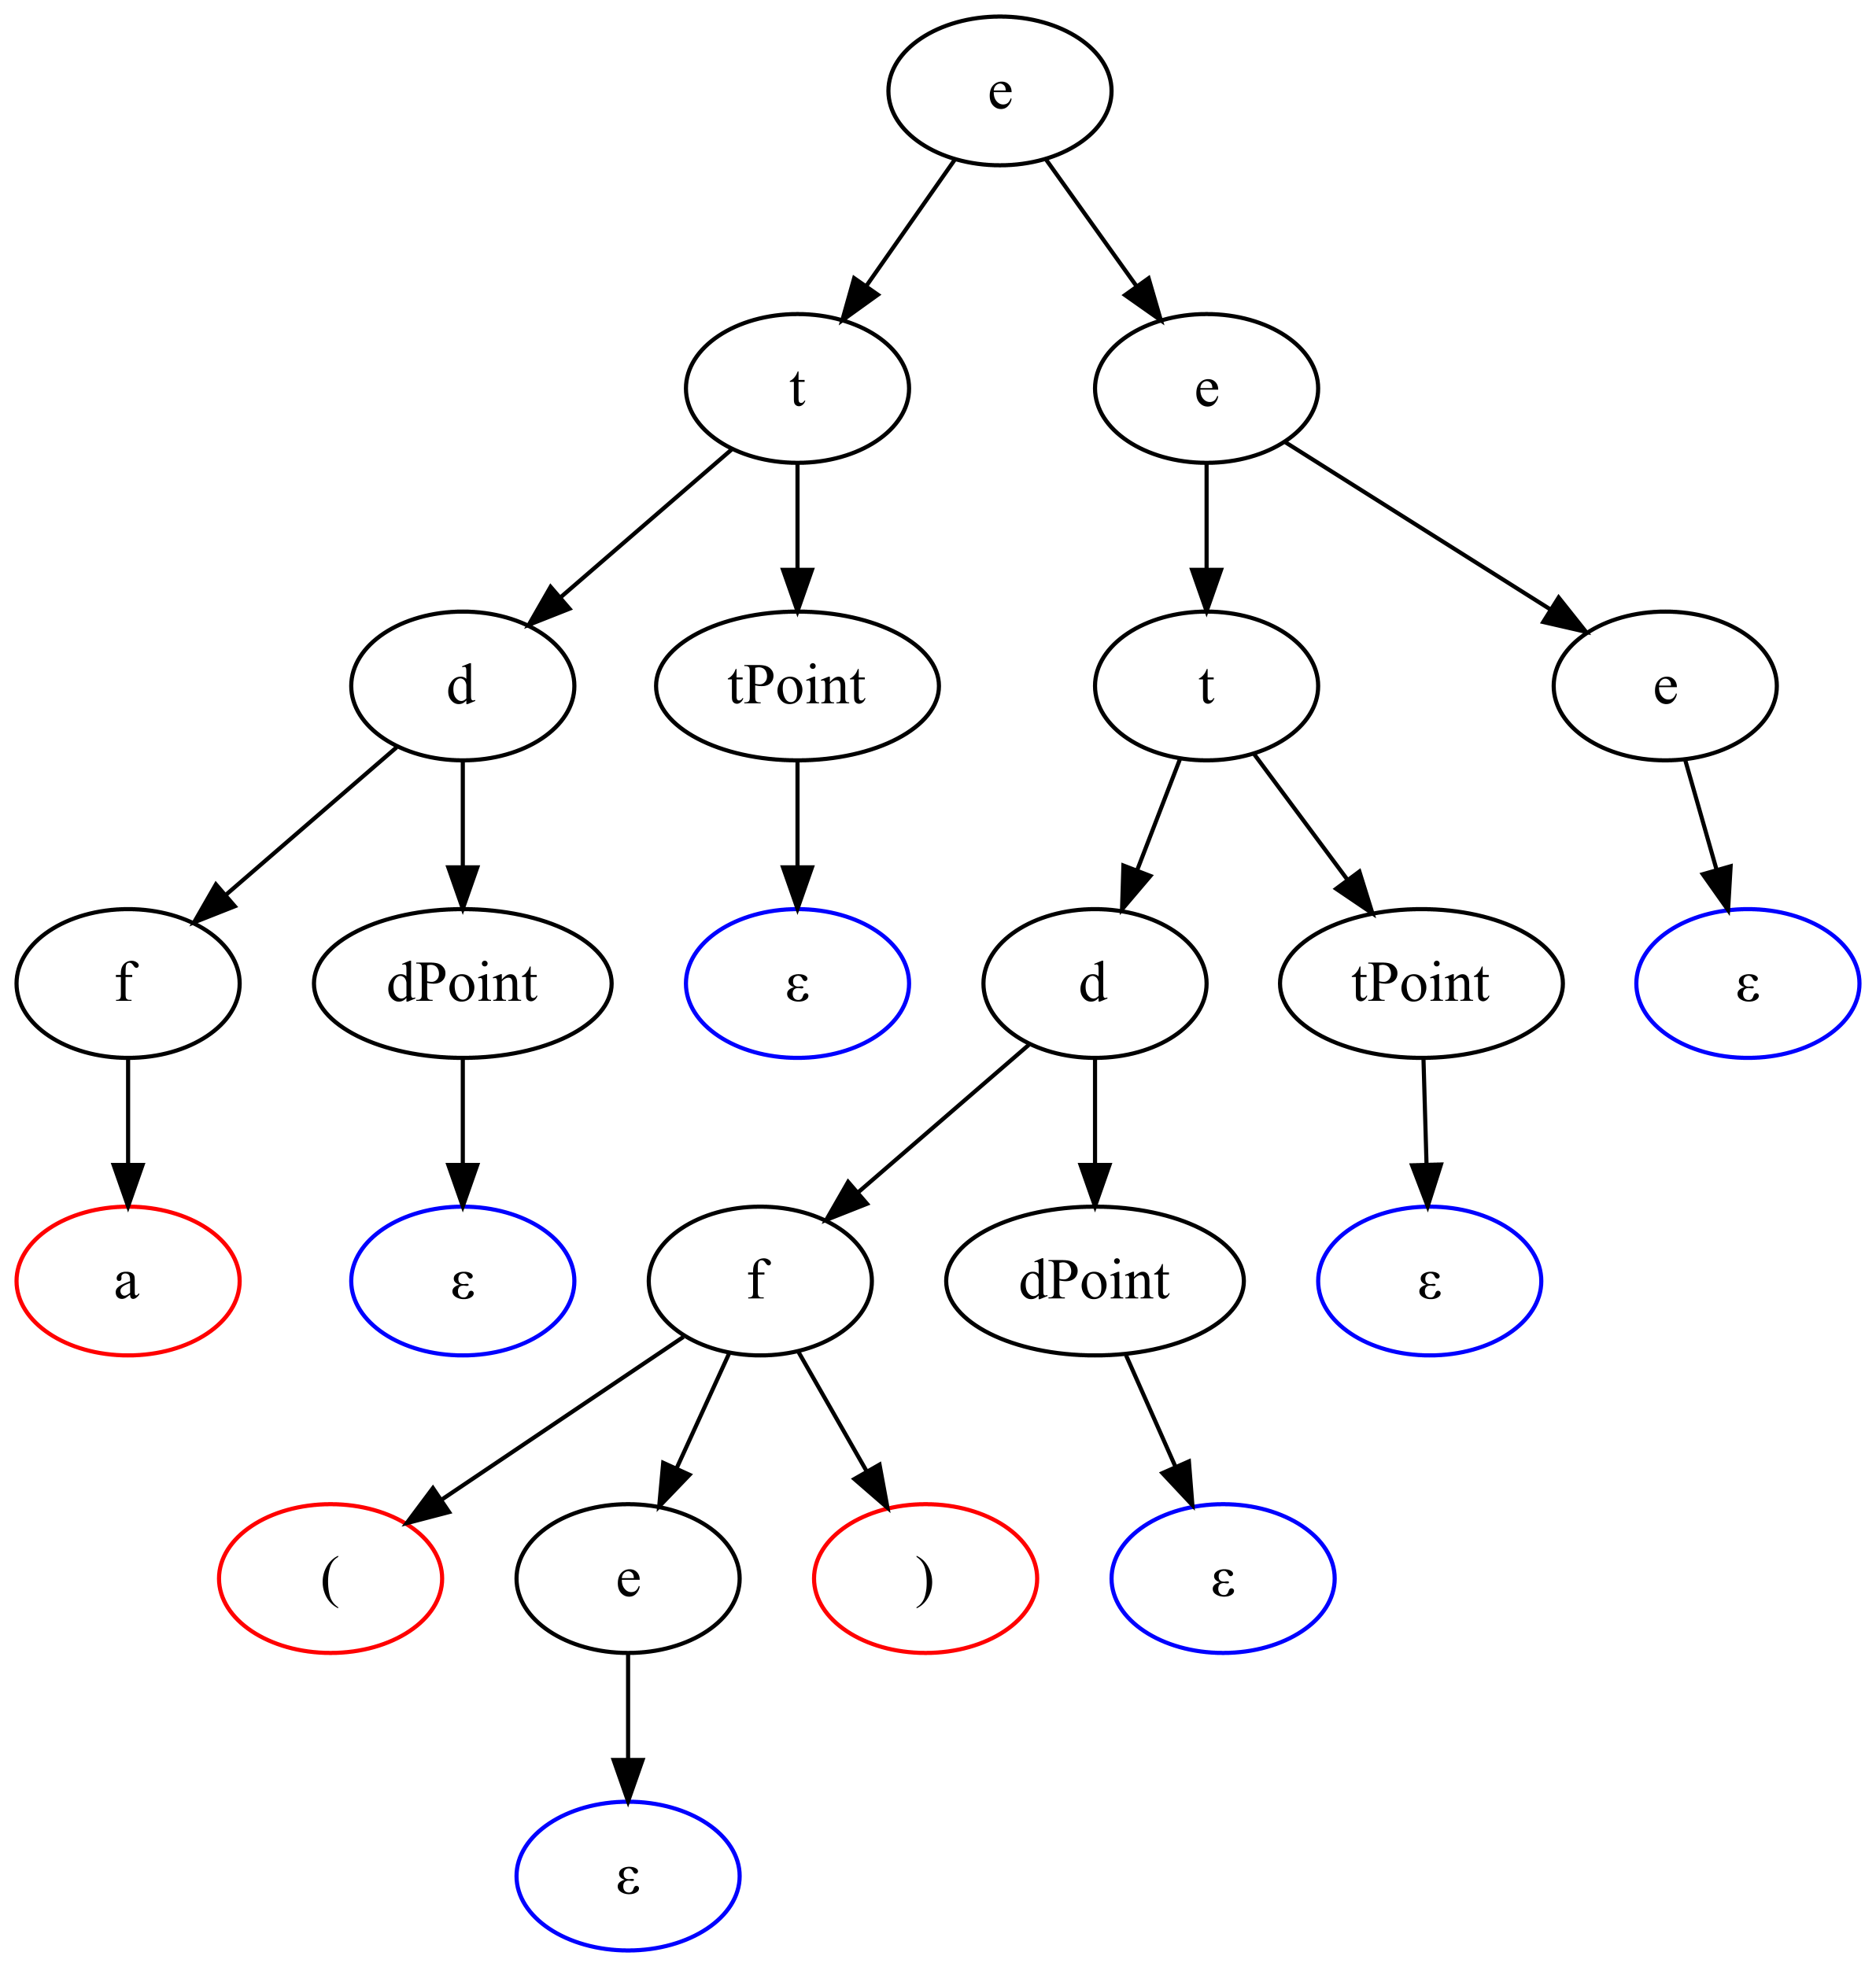 e
t e
d tPoint t e
f dPoint ε d tPoint ε
a ε f dPoint ε
( e ) ε
ε